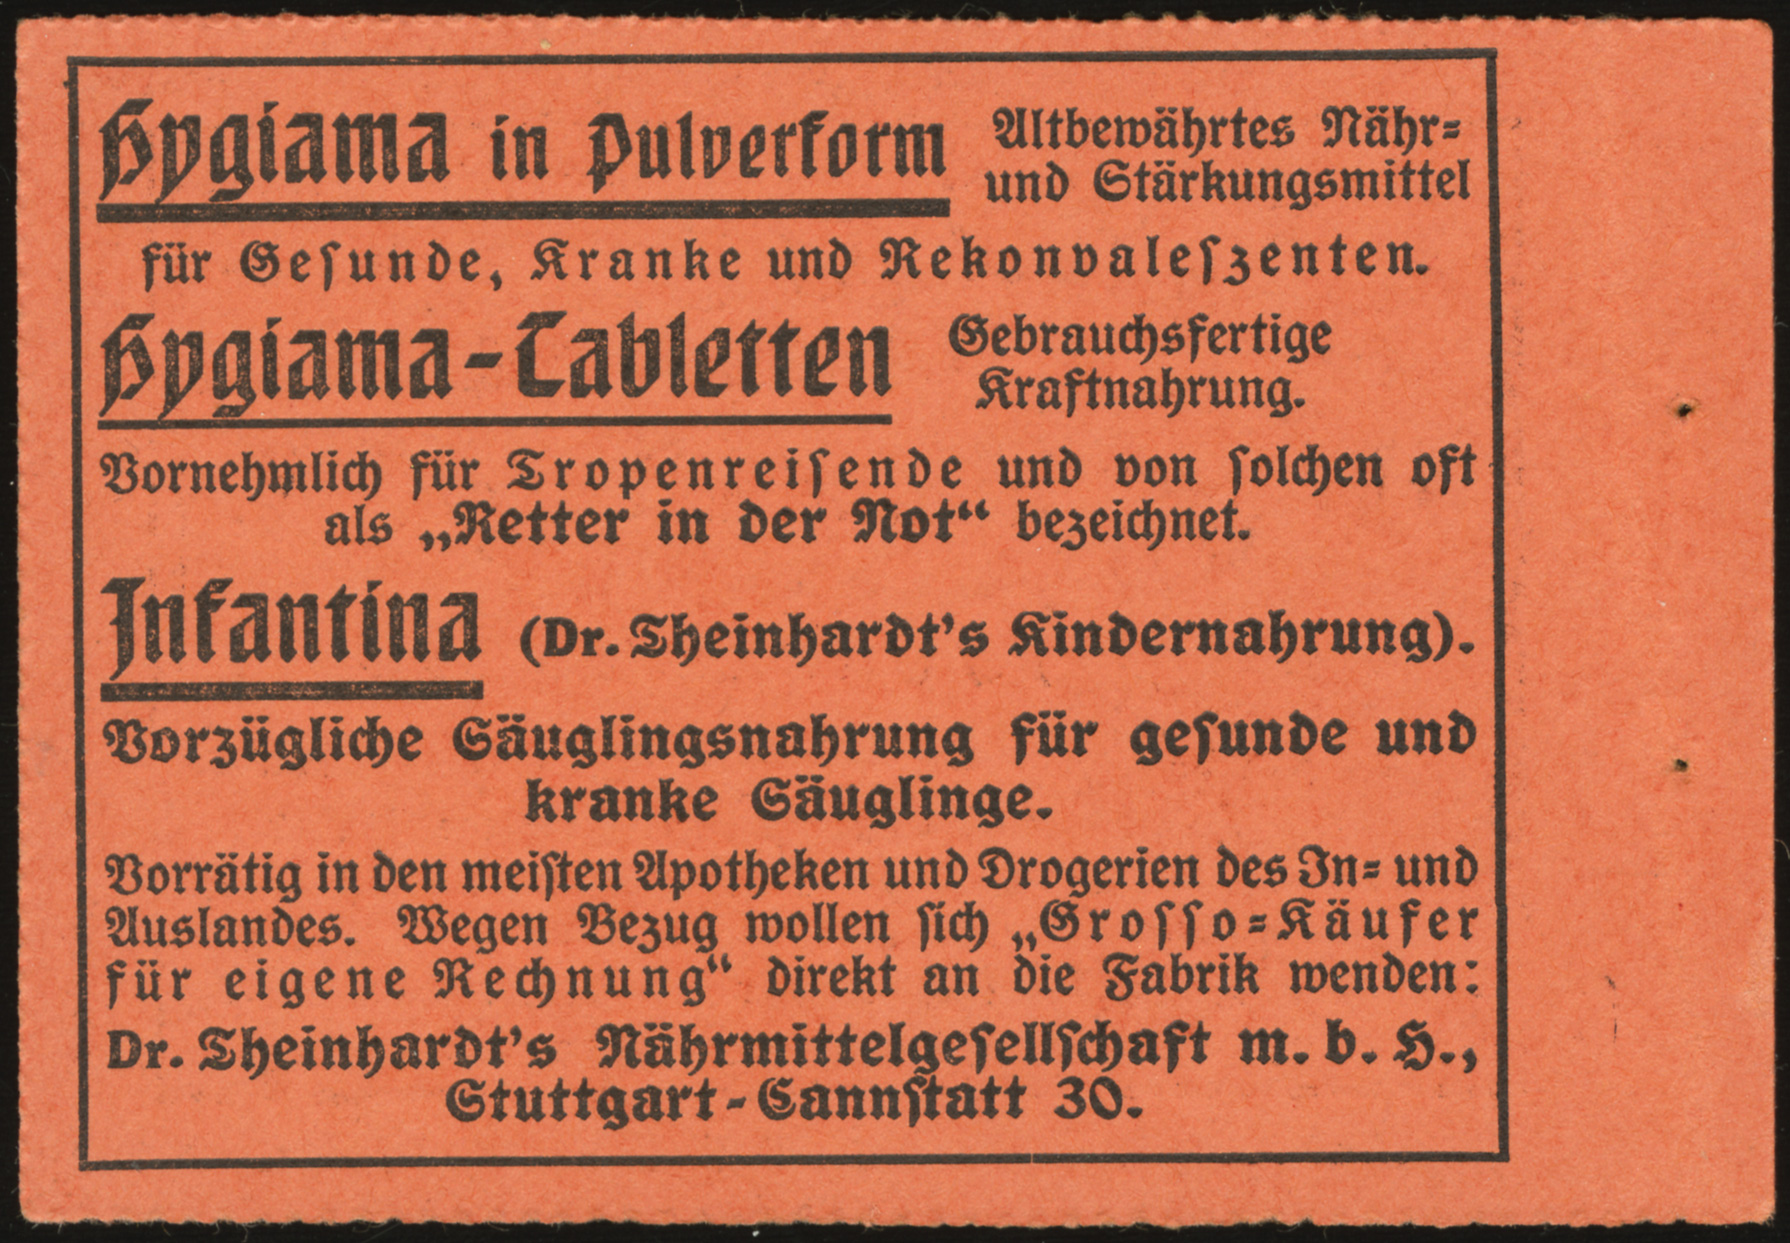 Hygiama in Pulverform Altbewährtes Nähr-
und Stärkungsmittel
für Gesunde, Kranke und Rekonvaleszenten.
Hygiama-Tabletten Gebrauchsfertige
Kraftnahrung.
Vornehmlich für Tropenreisende und von solchen oft
als „Retter in der Not“ bezeichnet.
Infantina (Dr. Theinhardt's Kindernahrung).
Vorzügliche Säuglingsnahrung für gesunde und
kranke Säuglinge.
Vorrätig in den meisten Apotheken und Drogerien des In- und
Auslandes. Wegen Bezug wollen sich „Grosso-Käufer
für eigene Rechnung“ direkt an die Fabrik wenden:
Dr. Theinhardt's Nährmittelgesellschaft m. b. H.,
Stuttgart-Cannstatt 30.